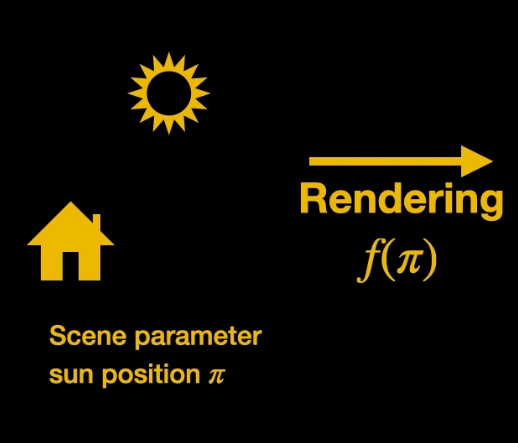 Rendering
f(π)
Scene parameter
sun position π